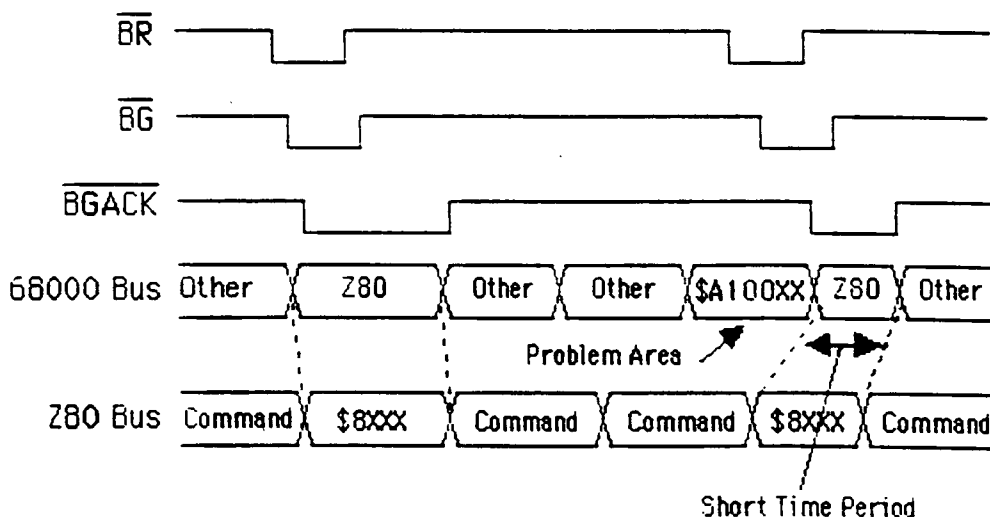 BR
BG
BGACK
68000 Bus Other Z80 Other Other $A100XX Z80 Other
Problem Area
Z80 Bus Command $8XXX Command Command $8XXX Command
Short Time Period